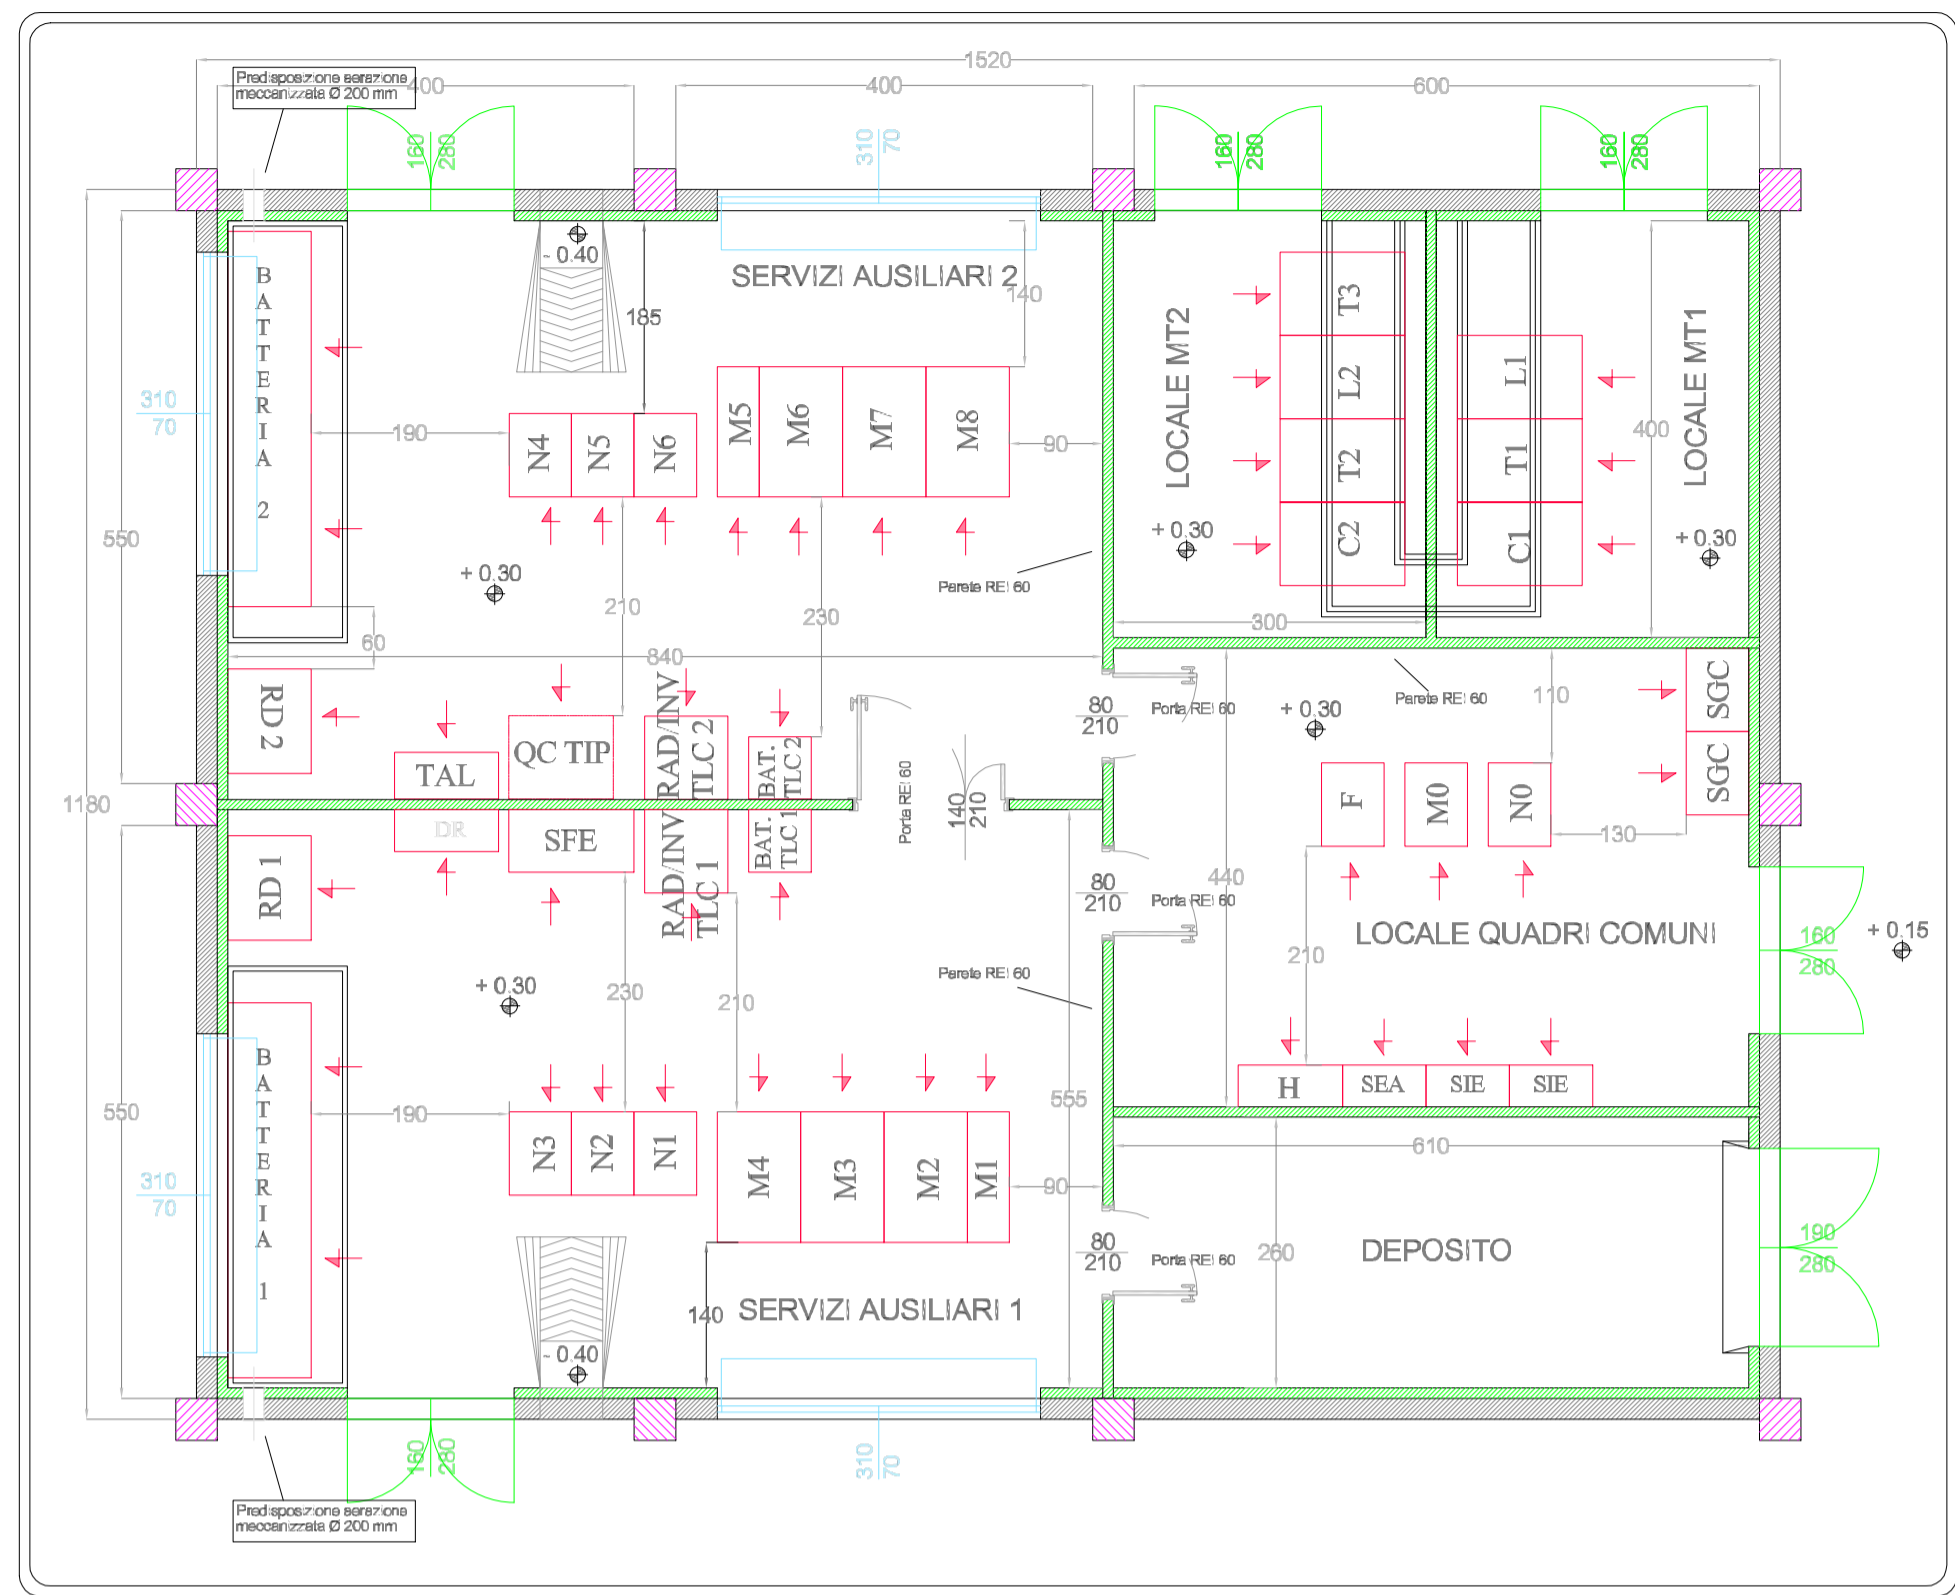 1520
Predisposizione aerazione
meccanizzata Ø 200 mm
400
400
600
160
280
310
70
160
280
160
280
- 0.40
SERVIZI AUSILIARI 2
140
185
BATTERIA 2
LOCALE MT2
T3
L2
T2
C2
L1
T1
C1
LOCALE MT1
400
310
70
190
N4
N5
N6
M5
M6
M7
M8
90
550
+ 0.30
+ 0.30
+ 0.30
Parete REI 60
210
230
300
60
840
RD 2
TAL
QC TIP
RAD/INV
TLC 2
BAT.
TLC 2
80
210
Porta REI 60
Parete REI 60
+ 0.30
110
SGC
SGC
1180
Porta REI 60
140
210
F
M0
N0
130
DR
SFE
RAD/INV
TLC 1
BAT.
TLC 1
RD 1
80
210
Porta REI 60
440
210
LOCALE QUADRI COMUNI
160
280
+ 0.15
+ 0.30
230
210
Parete REI 60
BATTERIA 1
H
SEA
SIE
SIE
550
190
555
610
310
70
N3
N2
N1
M4
M3
M2
M1
90
80
210
Porta REI 60
260
DEPOSITO
190
280
140
SERVIZI AUSILIARI 1
- 0.40
160
280
310
70
Predisposizione aerazione
meccanizzata Ø 200 mm